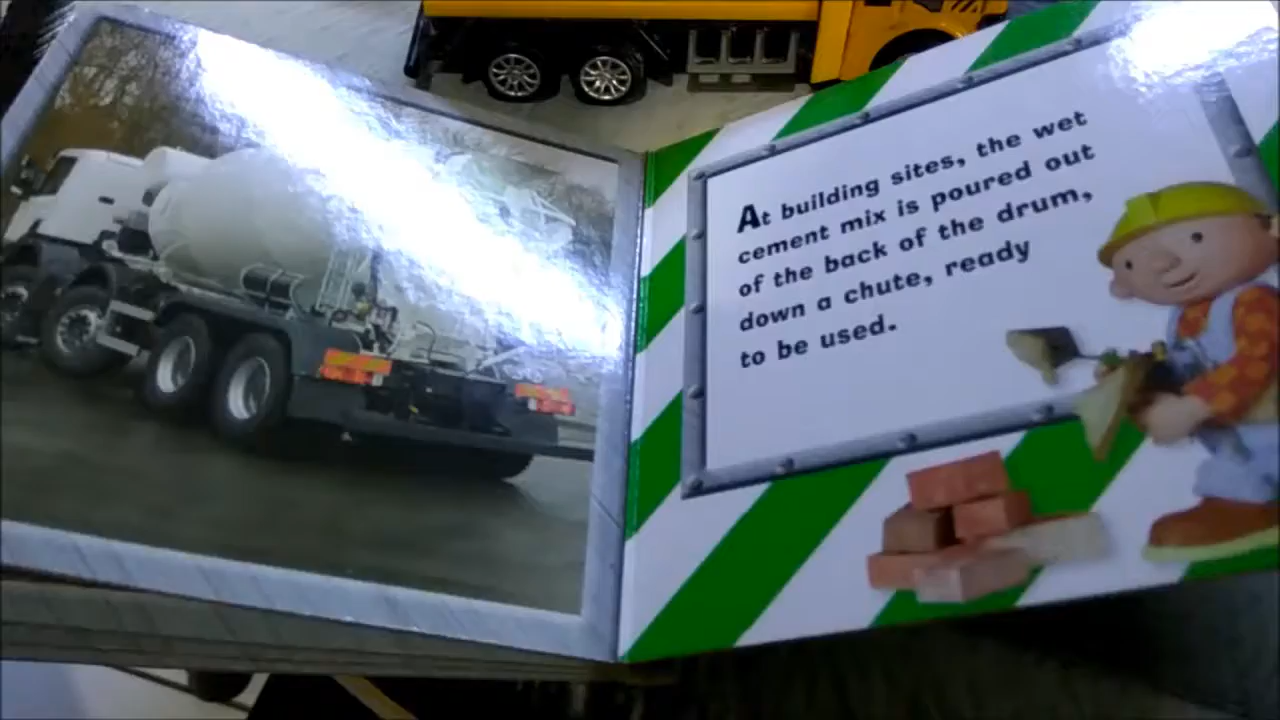 At building sites, the wet
cement mix is poured out
of the back of the drum,
down a chute, ready
to be used.